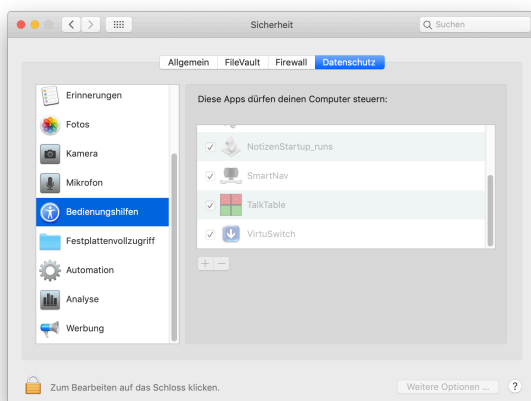 Sicherheit
Suchen
Allgemein FileVault Firewall Datenschutz
Erinnerungen
Fotos
Kamera
Mikrofon
Bedienungshilfen
Festplattenvollzugriff
Automation
Analyse
Werbung
Diese Apps dürfen deinen Computer steuern:
NotizenStartup_runs
SmartNav
TalkTable
VirtuSwitch
+ −
Zum Bearbeiten auf das Schloss klicken.
Weitere Optionen ... ?